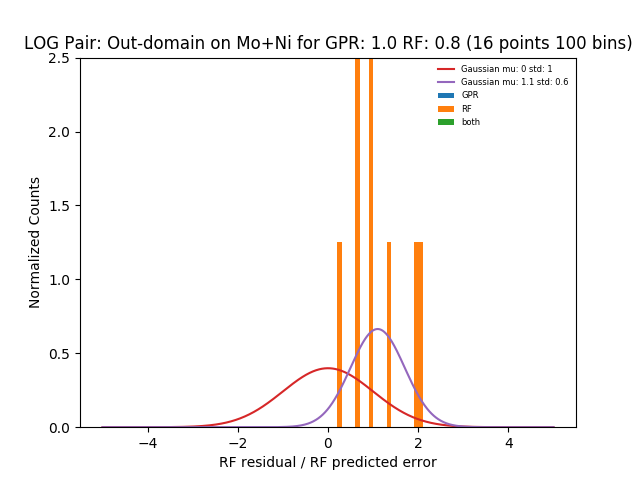 LOG Pair: Out-domain on Mo+Ni for GPR: 1.0 RF: 0.8 (16 points 100 bins)
2.5
2.0
1.5
1.0
0.5
0.0
Normalized Counts
Gaussian mu: 0 std: 1
Gaussian mu: 1.1 std: 0.6
GPR
RF
both
−4
−2
0
2
4
RF residual / RF predicted error